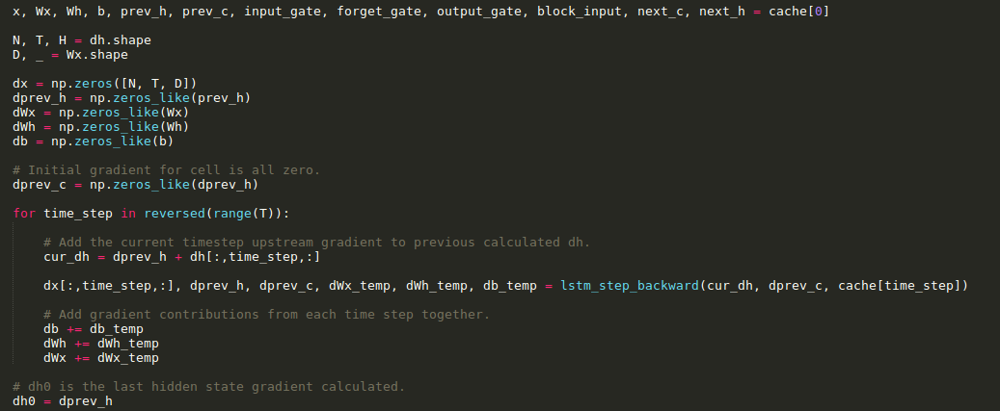 x, Wx, Wh, b, prev_h, prev_c, input_gate, forget_gate, output_gate, block_input, next_c, next_h = cache[0]
N, T, H = dh.shape
D, _ = Wx.shape
dx = np.zeros([N, T, D])
dprev_h = np.zeros_like(prev_h)
dWx = np.zeros_like(Wx)
dWh = np.zeros_like(Wh)
db = np.zeros_like(b)
# Initial gradient for cell is all zero.
dprev_c = np.zeros_like(dprev_h)
for time_step in reversed(range(T)):
    # Add the current timestep upstream gradient to previous calculated dh.
    cur_dh = dprev_h + dh[:,time_step,:]
    dx[:,time_step,:], dprev_h, dprev_c, dWx_temp, dWh_temp, db_temp = lstm_step_backward(cur_dh, dprev_c, cache[time_step])
    # Add gradient contributions from each time step together.
    db += db_temp
    dWh += dWh_temp
    dWx += dWx_temp
# dh0 is the last hidden state gradient calculated.
dh0 = dprev_h